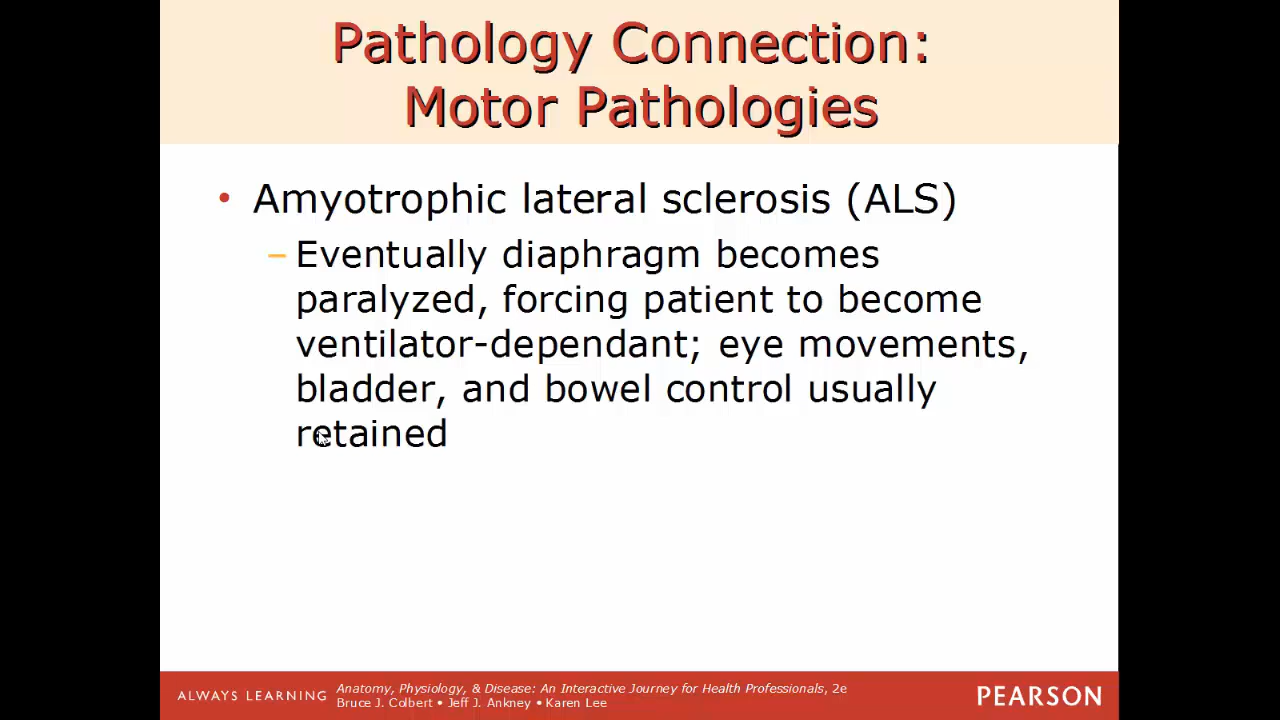 Pathology Connection:
Motor Pathologies
• Amyotrophic lateral sclerosis (ALS)
– Eventually diaphragm becomes
paralyzed, forcing patient to become
ventilator-dependant; eye movements,
bladder, and bowel control usually
retained
ALWAYS LEARNING
Anatomy, Physiology, & Disease: An Interactive Journey for Health Professionals, 2e
Bruce J. Colbert • Jeff J. Ankney • Karen Lee
PEARSON